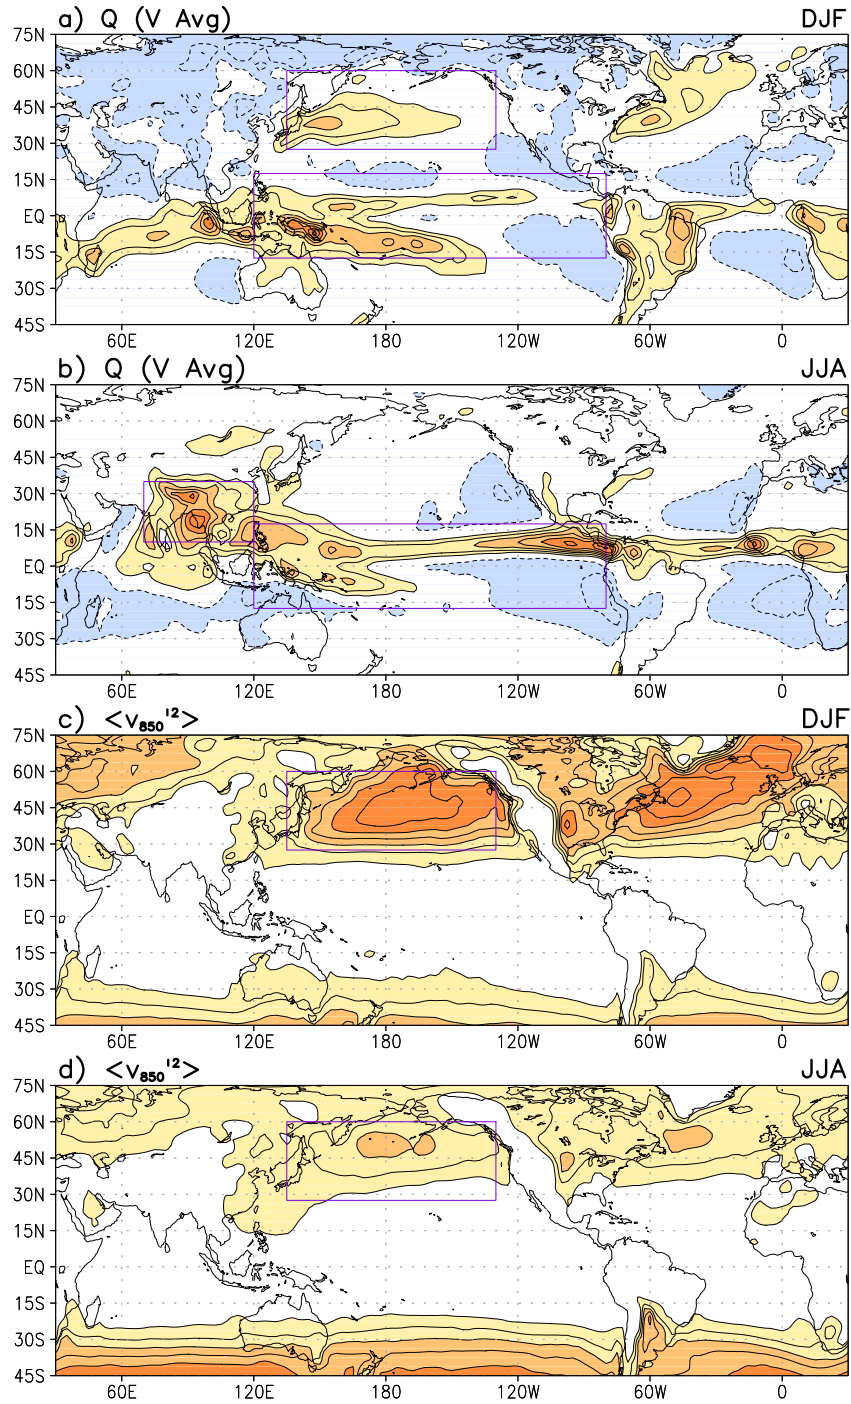 a) Q (V Avg) DJF
75N
60N
45N
30N
15N
EQ
15S
30S
45S
60E 120E 180 120W 60W 0
b) Q (V Avg) JJA
75N
60N
45N
30N
15N
EQ
15S
30S
45S
60E 120E 180 120W 60W 0
c) <v850'2> DJF
75N
60N
45N
30N
15N
EQ
15S
30S
45S
60E 120E 180 120W 60W 0
d) <v850'2> JJA
75N
60N
45N
30N
15N
EQ
15S
30S
45S
60E 120E 180 120W 60W 0